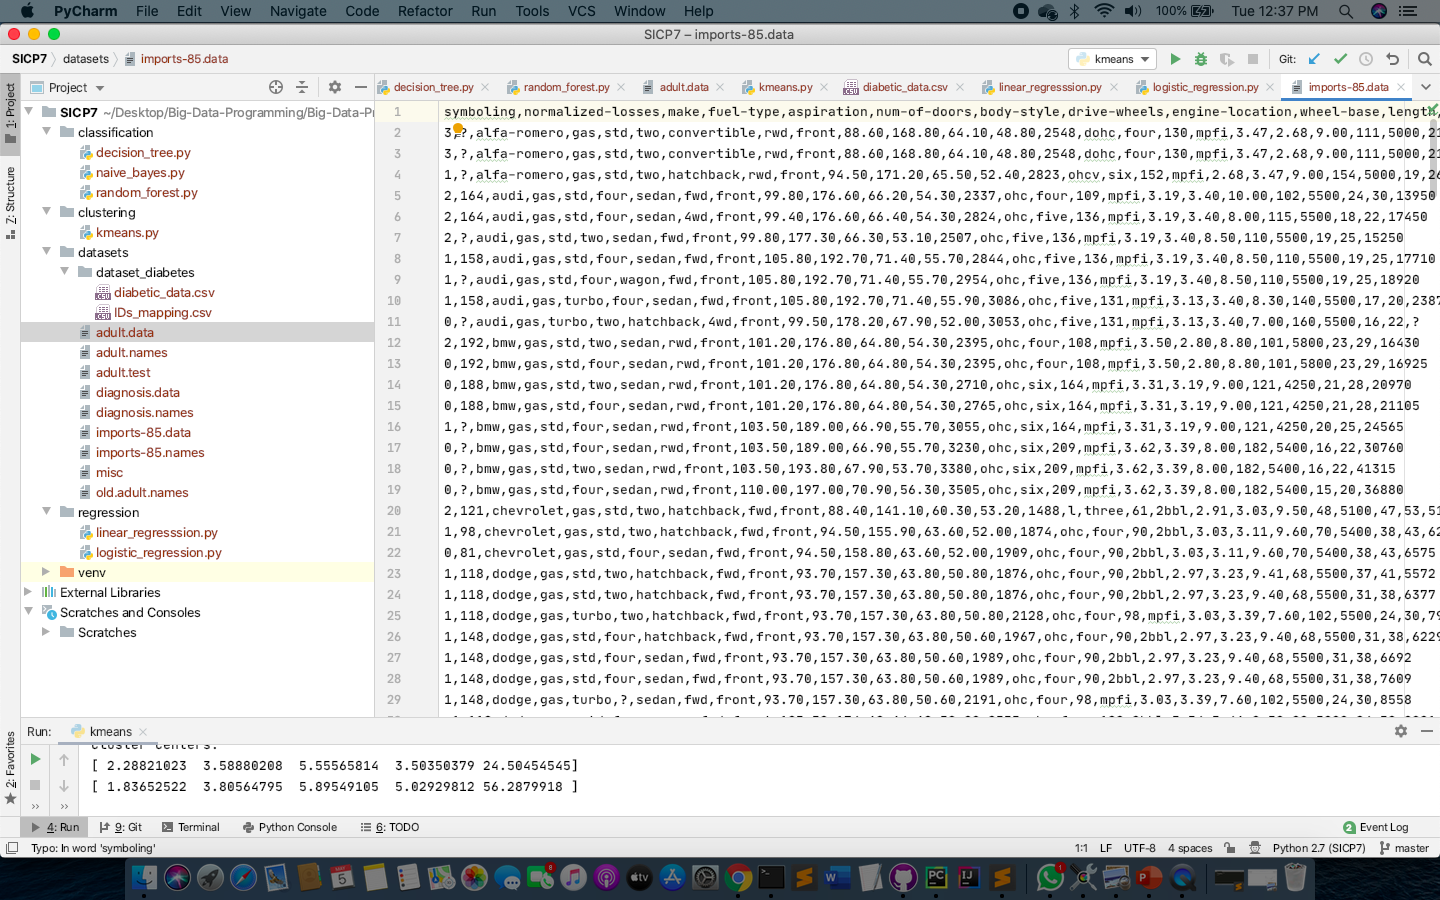 PyCharm File Edit View Navigate Code Refactor Run Tools VCS Window Help 100% Tue 12:37 PM
SICP7 – imports-85.data
SICP7 datasets imports-85.data kmeans Git:
Project decision_tree.py random_forest.py adult.data kmeans.py diabetic_data.csv linear_regresssion.py logistic_regression.py imports-85.data
1: Project
Z: Structure
2: Favorites
SICP7 ~/Desktop/Big-Data-Programming/Big-Data-Pr
classification
decision_tree.py
naive_bayes.py
random_forest.py
clustering
kmeans.py
datasets
dataset_diabetes
diabetic_data.csv
IDs_mapping.csv
adult.data
adult.names
adult.test
diagnosis.data
diagnosis.names
imports-85.data
imports-85.names
misc
old.adult.names
regression
linear_regresssion.py
logistic_regression.py
venv
External Libraries
Scratches and Consoles
Scratches
1 symboling,normalized-losses,make,fuel-type,aspiration,num-of-doors,body-style,drive-wheels,engine-location,wheel-base,length,
2 3,?,alfa-romero,gas,std,two,convertible,rwd,front,88.60,168.80,64.10,48.80,2548,dohc,four,130,mpfi,3.47,2.68,9.00,111,5000,21
3 3,?,alfa-romero,gas,std,two,convertible,rwd,front,88.60,168.80,64.10,48.80,2548,dohc,four,130,mpfi,3.47,2.68,9.00,111,5000,21
4 1,?,alfa-romero,gas,std,two,hatchback,rwd,front,94.50,171.20,65.50,52.40,2823,ohcv,six,152,mpfi,2.68,3.47,9.00,154,5000,19,26
5 2,164,audi,gas,std,four,sedan,fwd,front,99.80,176.60,66.20,54.30,2337,ohc,four,109,mpfi,3.19,3.40,10.00,102,5500,24,30,13950
6 2,164,audi,gas,std,four,sedan,4wd,front,99.40,176.60,66.40,54.30,2824,ohc,five,136,mpfi,3.19,3.40,8.00,115,5500,18,22,17450
7 2,?,audi,gas,std,two,sedan,fwd,front,99.80,177.30,66.30,53.10,2507,ohc,five,136,mpfi,3.19,3.40,8.50,110,5500,19,25,15250
8 1,158,audi,gas,std,four,sedan,fwd,front,105.80,192.70,71.40,55.70,2844,ohc,five,136,mpfi,3.19,3.40,8.50,110,5500,19,25,17710
9 1,?,audi,gas,std,four,wagon,fwd,front,105.80,192.70,71.40,55.70,2954,ohc,five,136,mpfi,3.19,3.40,8.50,110,5500,19,25,18920
10 1,158,audi,gas,turbo,four,sedan,fwd,front,105.80,192.70,71.40,55.90,3086,ohc,five,131,mpfi,3.13,3.40,8.30,140,5500,17,20,2387
11 0,?,audi,gas,turbo,two,hatchback,4wd,front,99.50,178.20,67.90,52.00,3053,ohc,five,131,mpfi,3.13,3.40,7.00,160,5500,16,22,?
12 2,192,bmw,gas,std,two,sedan,rwd,front,101.20,176.80,64.80,54.30,2395,ohc,four,108,mpfi,3.50,2.80,8.80,101,5800,23,29,16430
13 0,192,bmw,gas,std,four,sedan,rwd,front,101.20,176.80,64.80,54.30,2395,ohc,four,108,mpfi,3.50,2.80,8.80,101,5800,23,29,16925
14 0,188,bmw,gas,std,two,sedan,rwd,front,101.20,176.80,64.80,54.30,2710,ohc,six,164,mpfi,3.31,3.19,9.00,121,4250,21,28,20970
15 0,188,bmw,gas,std,four,sedan,rwd,front,101.20,176.80,64.80,54.30,2765,ohc,six,164,mpfi,3.31,3.19,9.00,121,4250,21,28,21105
16 1,?,bmw,gas,std,four,sedan,rwd,front,103.50,189.00,66.90,55.70,3055,ohc,six,164,mpfi,3.31,3.19,9.00,121,4250,20,25,24565
17 0,?,bmw,gas,std,four,sedan,rwd,front,103.50,189.00,66.90,55.70,3230,ohc,six,209,mpfi,3.62,3.39,8.00,182,5400,16,22,30760
18 0,?,bmw,gas,std,two,sedan,rwd,front,103.50,193.80,67.90,53.70,3380,ohc,six,209,mpfi,3.62,3.39,8.00,182,5400,16,22,41315
19 0,?,bmw,gas,std,four,sedan,rwd,front,110.00,197.00,70.90,56.30,3505,ohc,six,209,mpfi,3.62,3.39,8.00,182,5400,15,20,36880
20 2,121,chevrolet,gas,std,two,hatchback,fwd,front,88.40,141.10,60.30,53.20,1488,l,three,61,2bbl,2.91,3.03,9.50,48,5100,47,53,51
21 1,98,chevrolet,gas,std,two,hatchback,fwd,front,94.50,155.90,63.60,52.00,1874,ohc,four,90,2bbl,3.03,3.11,9.60,70,5400,38,43,62
22 0,81,chevrolet,gas,std,four,sedan,fwd,front,94.50,158.80,63.60,52.00,1909,ohc,four,90,2bbl,3.03,3.11,9.60,70,5400,38,43,6575
23 1,118,dodge,gas,std,two,hatchback,fwd,front,93.70,157.30,63.80,50.80,1876,ohc,four,90,2bbl,2.97,3.23,9.41,68,5500,37,41,5572
24 1,118,dodge,gas,std,two,hatchback,fwd,front,93.70,157.30,63.80,50.80,1876,ohc,four,90,2bbl,2.97,3.23,9.40,68,5500,31,38,6377
25 1,118,dodge,gas,turbo,two,hatchback,fwd,front,93.70,157.30,63.80,50.80,2128,ohc,four,98,mpfi,3.03,3.39,7.60,102,5500,24,30,79
26 1,148,dodge,gas,std,four,hatchback,fwd,front,93.70,157.30,63.80,50.60,1967,ohc,four,90,2bbl,2.97,3.23,9.40,68,5500,31,38,6229
27 1,148,dodge,gas,std,four,sedan,fwd,front,93.70,157.30,63.80,50.60,1989,ohc,four,90,2bbl,2.97,3.23,9.40,68,5500,31,38,6692
28 1,148,dodge,gas,std,four,sedan,fwd,front,93.70,157.30,63.80,50.60,1989,ohc,four,90,2bbl,2.97,3.23,9.40,68,5500,31,38,7609
29 1,148,dodge,gas,turbo,?,sedan,fwd,front,93.70,157.30,63.80,50.60,2191,ohc,four,98,mpfi,3.03,3.39,7.60,102,5500,24,30,8558
Run: kmeans
Cluster Centers:
[ 2.28821023 3.58880208 5.55565814 3.50350379 24.50454545]
[ 1.83652522 3.80564795 5.89549105 5.02929812 56.2879918 ]
4: Run 9: Git Terminal Python Console 6: TODO 2 Event Log
Typo: In word 'symboling' 1:1 LF UTF-8 4 spaces Python 2.7 (SICP7) master